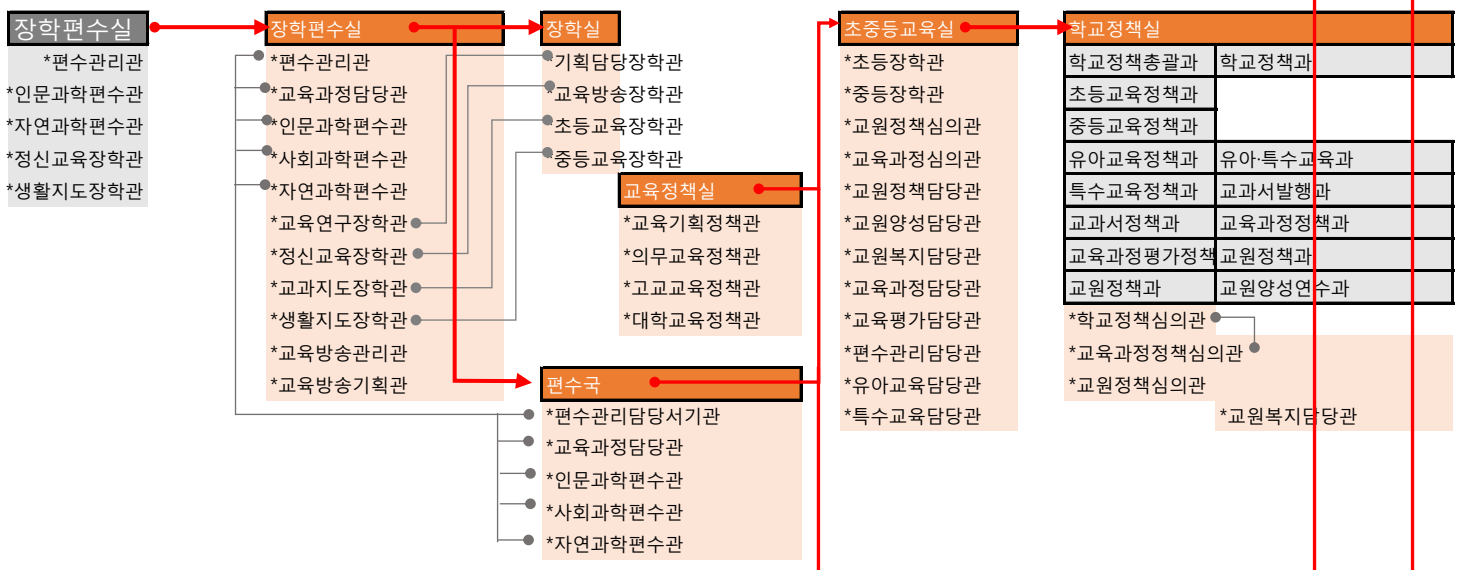 장학편수실
*편수관리관
*인문과학편수관
*자연과학편수관
*정신교육장학관
*생활지도장학관
장학편수실
*편수관리관
*교육과정담당관
*인문과학편수관
*사회과학편수관
*자연과학편수관
*교육연구장학관
*정신교육장학관
*교과지도장학관
*생활지도장학관
*교육방송관리관
*교육방송기획관
장학실
*기획담당장학관
*교육방송장학관
*초등교육장학관
*중등교육장학관
교육정책실
*교육기획정책관
*의무교육정책관
*고교교육정책관
*대학교육정책관
편수국
*편수관리담당서기관
*교육과정담당관
*인문과학편수관
*사회과학편수관
*자연과학편수관
초중등교육실
*초등장학관
*중등장학관
*교원정책심의관
*교육과정심의관
*교원정책담당관
*교원양성담당관
*교원복지담당관
*교육과정담당관
*교육평가담당관
*편수관리담당관
*유아교육담당관
*특수교육담당관
학교정책실
학교정책총괄과 학교정책과
초등교육정책과
중등교육정책과
유아교육정책과 유아·특수교육과
특수교육정책과 교과서발행과
교과서정책과 교육과정정책과
교육과정평가정책 교원정책과
교원정책과 교원양성연수과
*학교정책심의관
*교육과정정책심의관
*교원정책심의관
*교원복지담당관